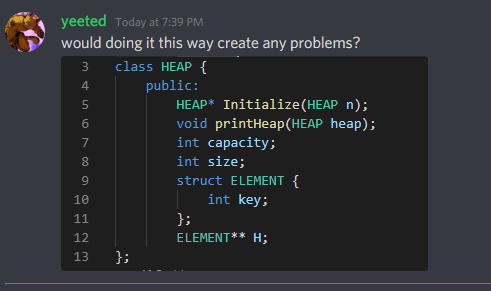 yeeted Today at 7:39 PM
would doing it this way create any problems?
3 class HEAP {
4 public:
5 HEAP* Initialize(HEAP n);
6 void printHeap(HEAP heap);
7 int capacity;
8 int size;
9 struct ELEMENT {
10 int key;
11 };
12 ELEMENT** H;
13 };